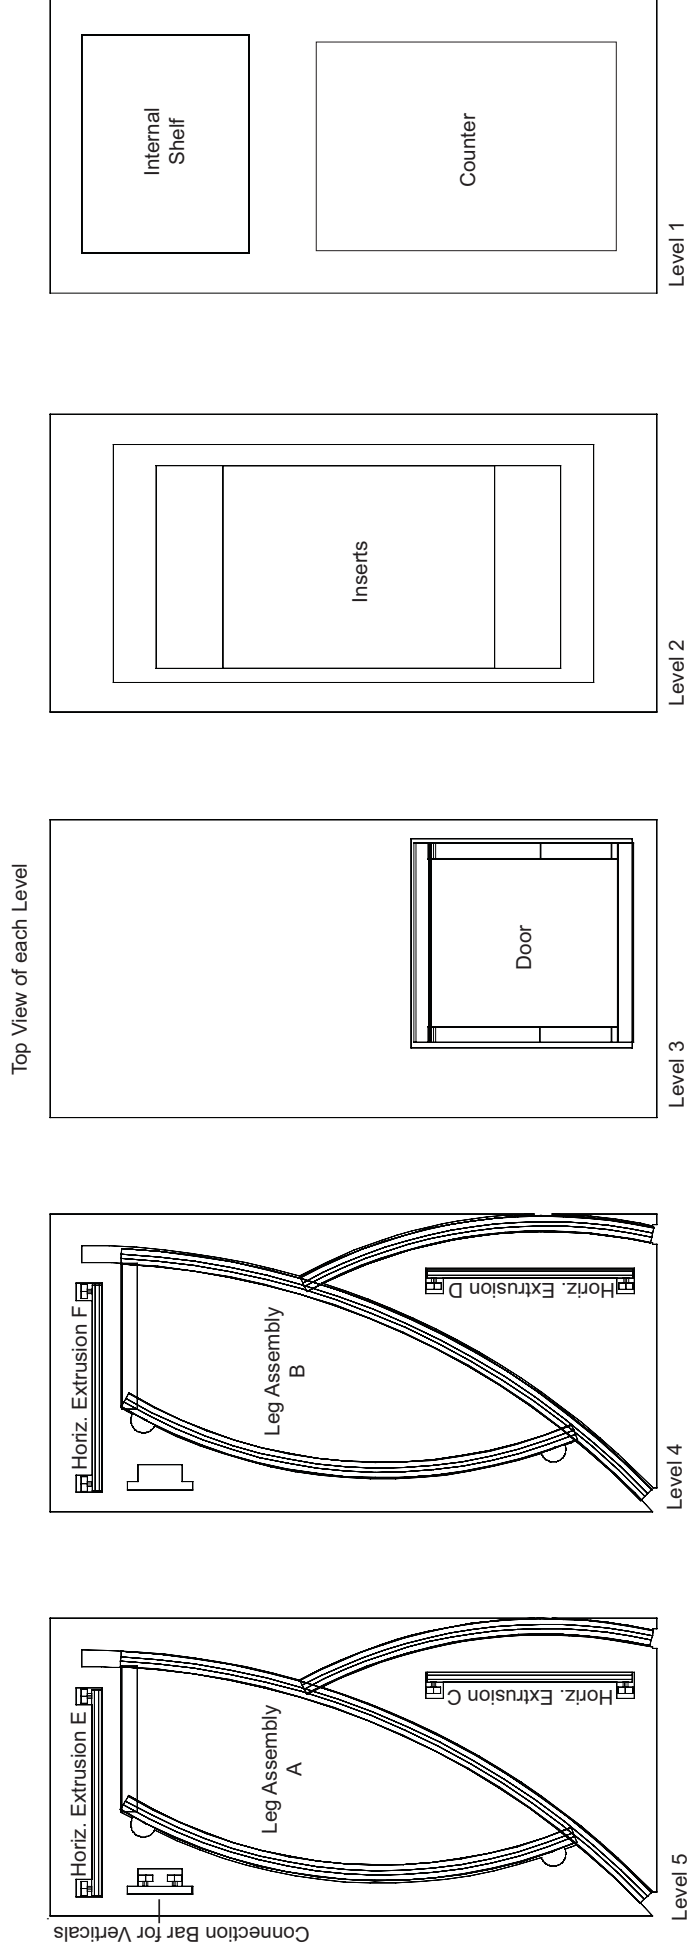 Top View of each Level
Internal
Shelf
Counter
Level 1
Inserts
Level 2
Door
Level 3
Horiz. Extrusion F
Leg Assembly
B
Horiz. Extrusion D
Level 4
Horiz. Extrusion E
Leg Assembly
A
Horiz. Extrusion C
Connection Bar for Verticals
Level 5